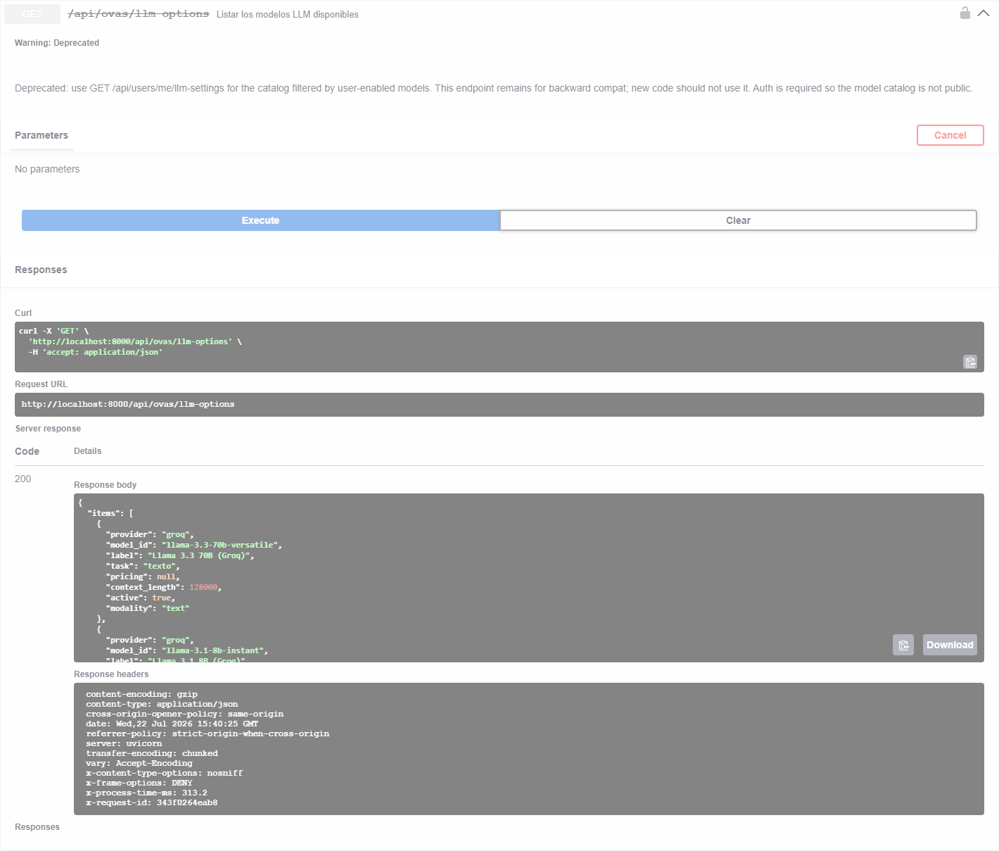 GET /api/ovas/llm-options Listar los modelos LLM disponibles
Warning: Deprecated
Deprecated: use GET /api/users/me/llm-settings for the catalog filtered by user-enabled models. This endpoint remains for backward compat; new code should not use it. Auth is required so the model catalog is not public.
Parameters
Cancel
No parameters
Execute
Clear
Responses
Curl
curl -X 'GET' \
  'http://localhost:8000/api/ovas/llm-options' \
  -H 'accept: application/json'
Request URL
http://localhost:8000/api/ovas/llm-options
Server response
Code Details
200
Response body
{
  "items": [
    {
      "provider": "groq",
      "model_id": "llama-3.3-70b-versatile",
      "label": "Llama 3.3 70B (Groq)",
      "task": "texto",
      "pricing": null,
      "context_length": 128000,
      "active": true,
      "modality": "text"
    },
    {
      "provider": "groq",
      "model_id": "llama-3.1-8b-instant",
      "label": "Llama 3.1 8B (Groq)"
Download
Response headers
content-encoding: gzip
content-type: application/json
cross-origin-opener-policy: same-origin
date: Wed,22 Jul 2026 15:40:25 GMT
referrer-policy: strict-origin-when-cross-origin
server: uvicorn
transfer-encoding: chunked
vary: Accept-Encoding
x-content-type-options: nosniff
x-frame-options: DENY
x-process-time-ms: 313.2
x-request-id: 343f0264eab8
Responses